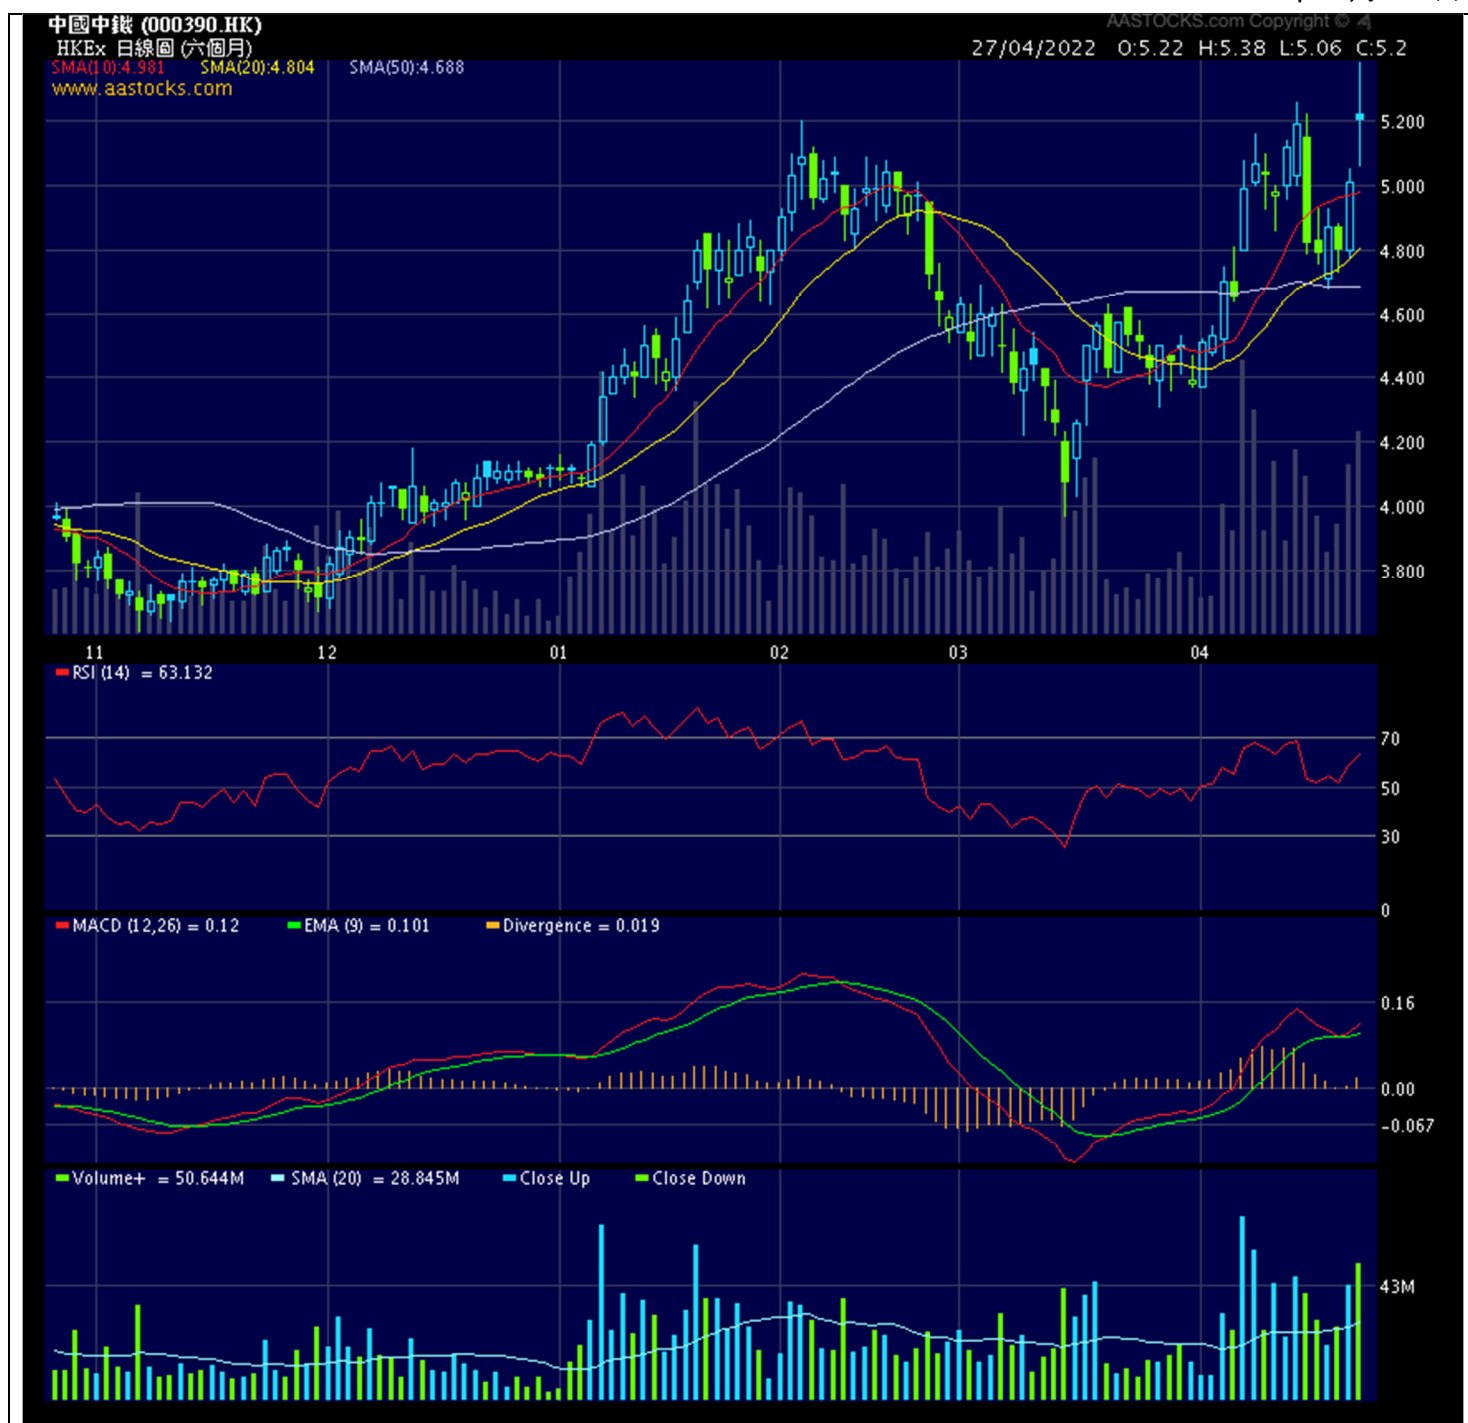 AASTOCKS.com Copyright ©
中國中鐵 (000390.HK)
HKEx 日線圖 (六個月)
27/04/2022 O:5.22 H:5.38 L:5.06 C:5.2
SMA(10):4.981 SMA(20):4.804 SMA(50):4.688
www.aastocks.com
5.200
5.000
4.800
4.600
4.400
4.200
4.000
3.800
11 12 01 02 03 04
RSI (14) = 63.132
70
50
30
0
MACD (12,26) = 0.12 EMA (9) = 0.101 Divergence = 0.019
0.16
0.00
-0.067
Volume+ = 50.644M SMA (20) = 28.845M Close Up Close Down
43M